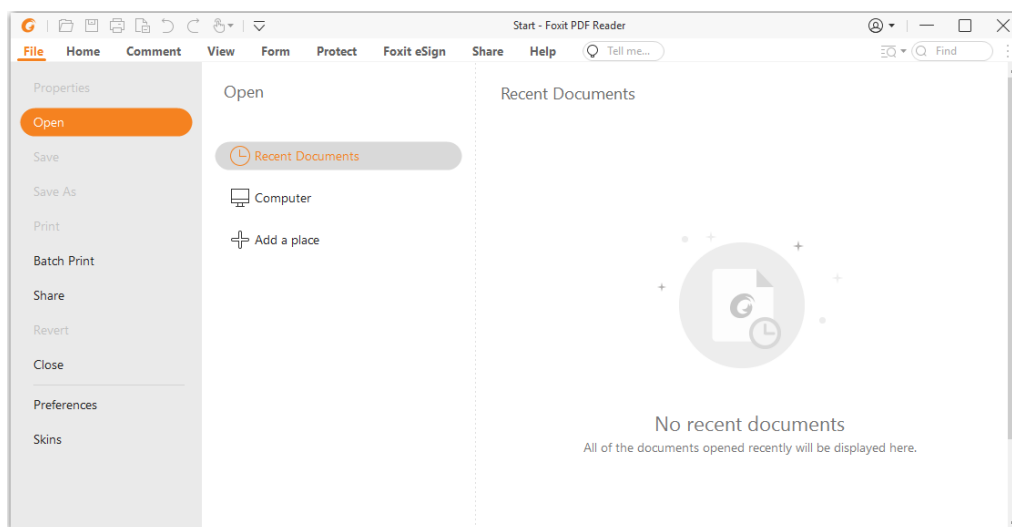 Start - Foxit PDF Reader
File Home Comment View Form Protect Foxit eSign Share Help Tell me... Find
Properties
Open
Save
Save As
Print
Batch Print
Share
Revert
Close
Preferences
Skins
Open
Recent Documents
Computer
Add a place
Recent Documents
No recent documents
All of the documents opened recently will be displayed here.